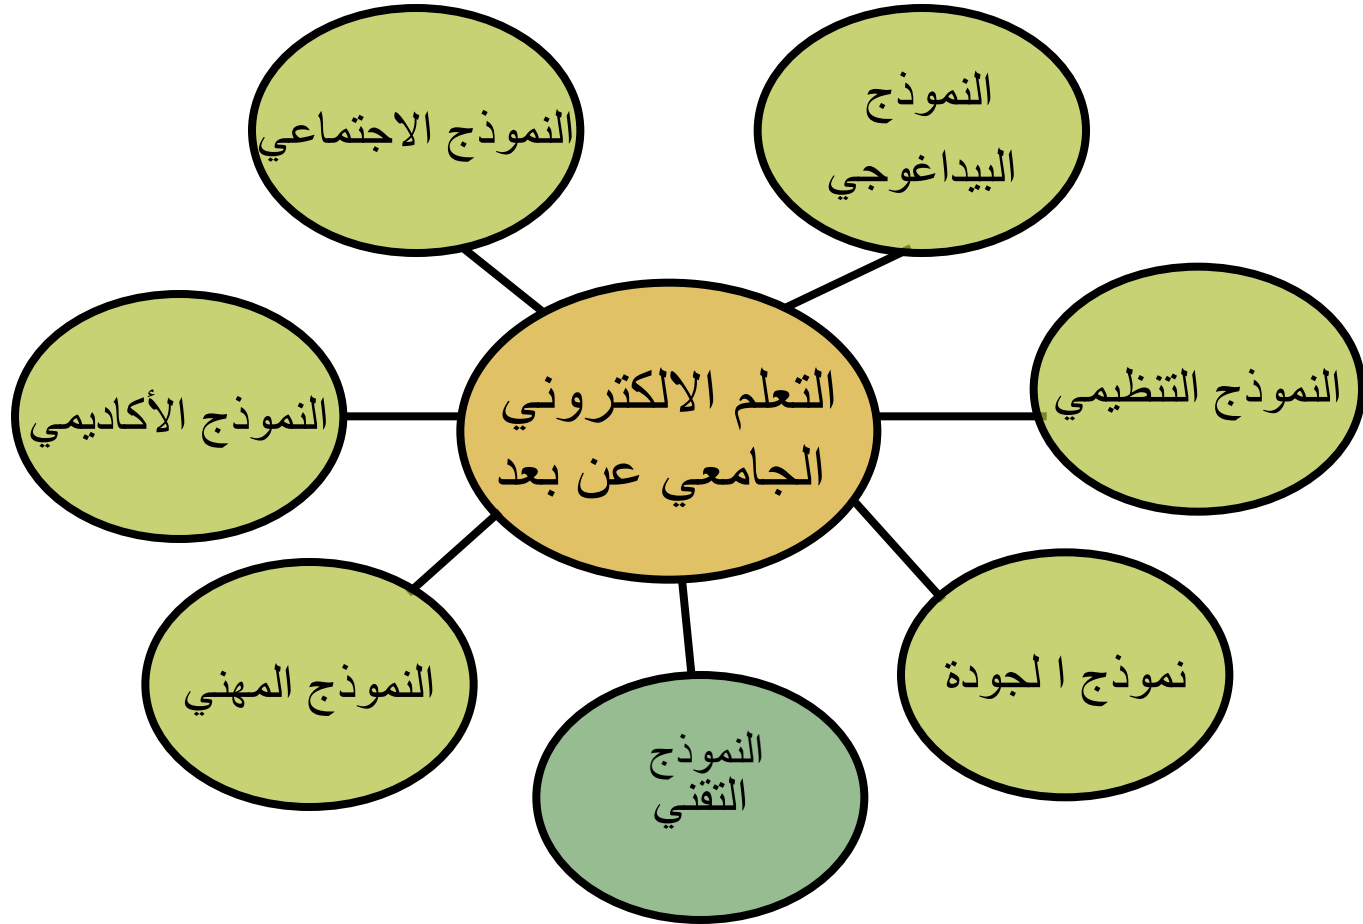 النموذج
البيداغوجي
النموذج الاجتماعي
النموذج التنظيمي
التعلم الالكتروني
الجامعي عن بعد
النموذج الأكاديمي
نموذج ا لجودة
النموذج المهني
النموذج
التقني